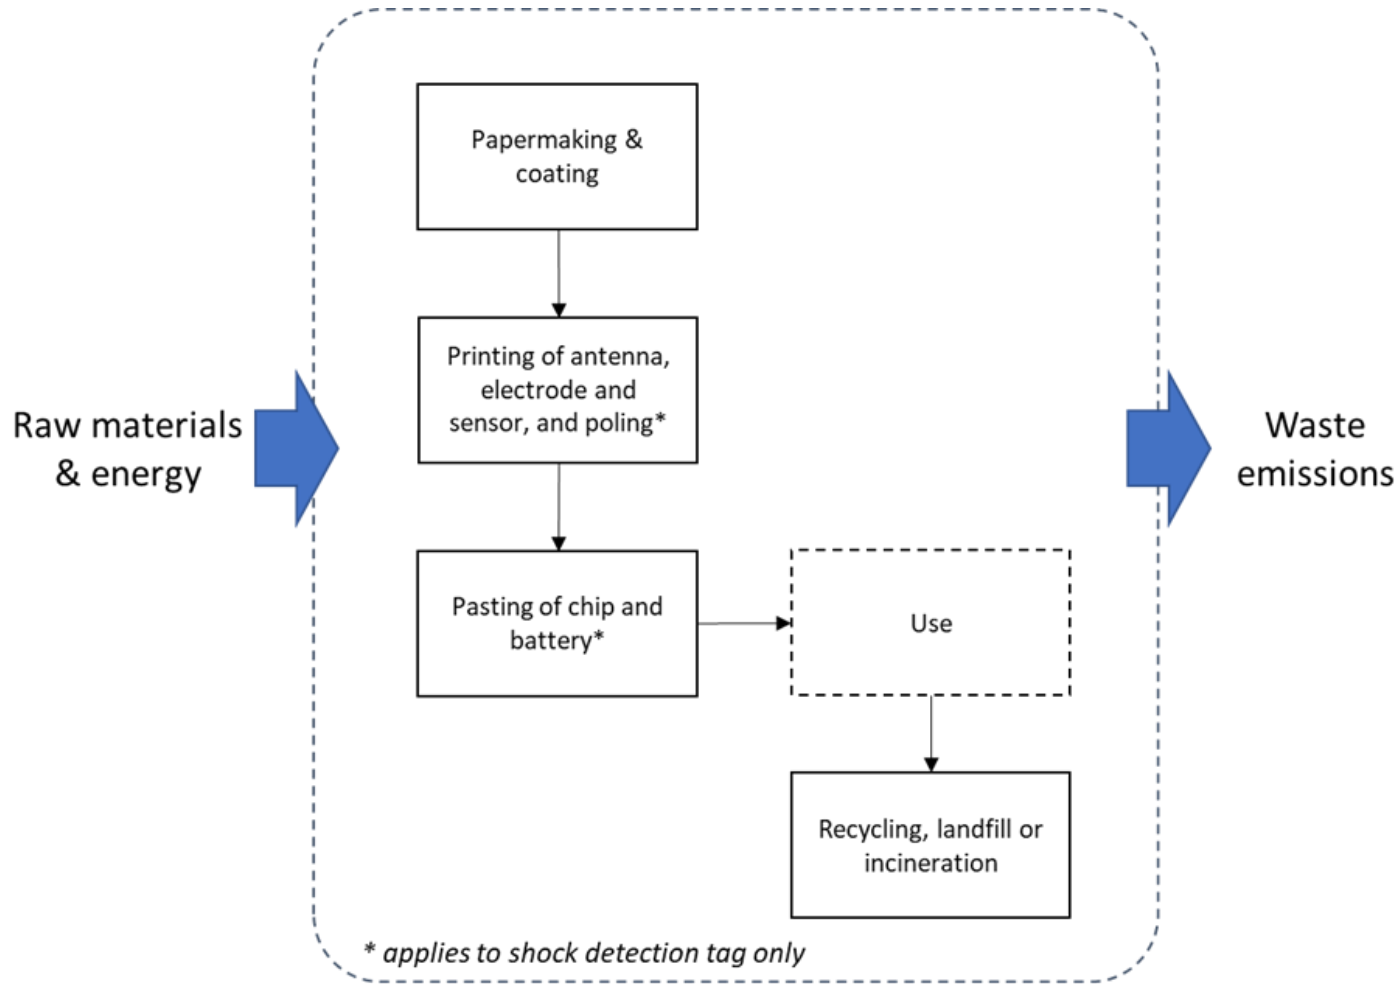 Papermaking &
coating
Printing of antenna,
electrode and
sensor, and poling*
Raw materials
& energy
Waste
emissions
Pasting of chip and
battery*
Use
Recycling, landfill or
incineration
* applies to shock detection tag only